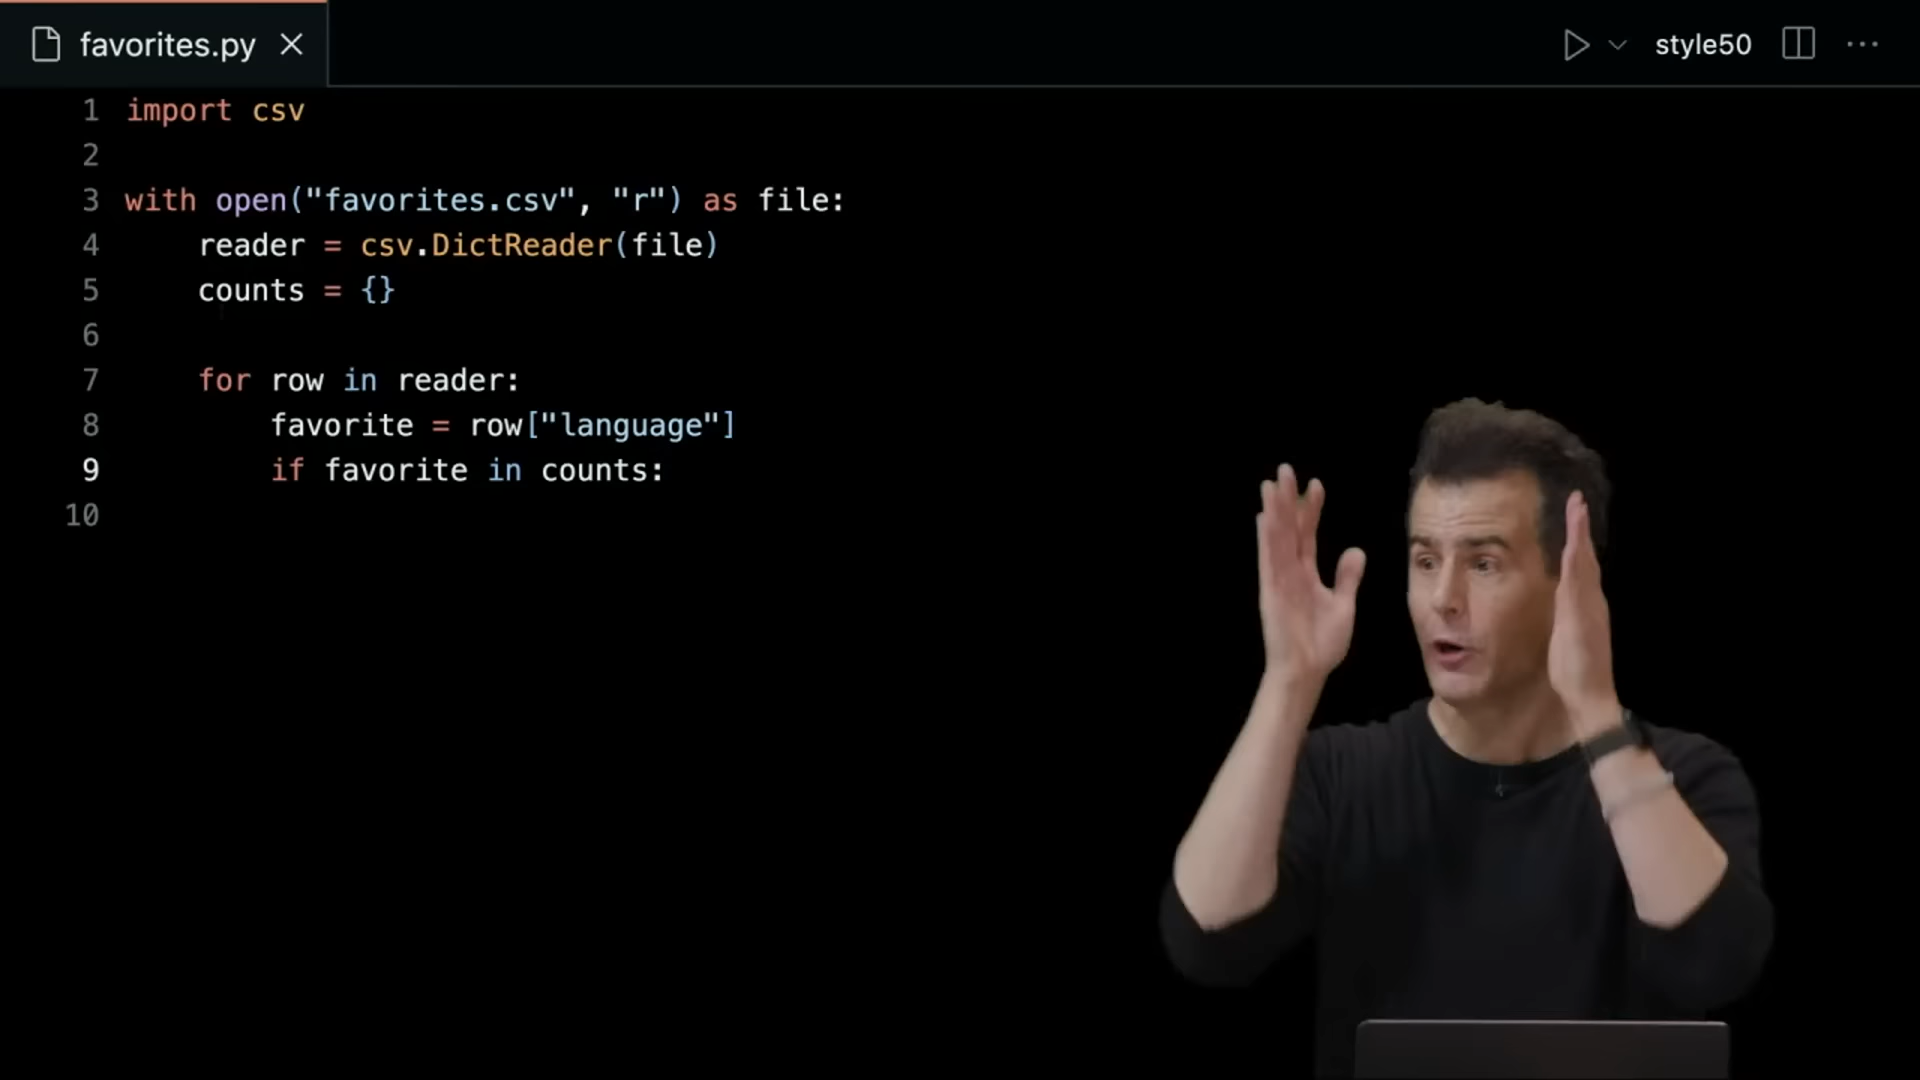 favorites.py
style50
1 import csv
2
3 with open("favorites.csv", "r") as file:
4 reader = csv.DictReader(file)
5 counts = {}
6
7 for row in reader:
8 favorite = row["language"]
9 if favorite in counts:
10